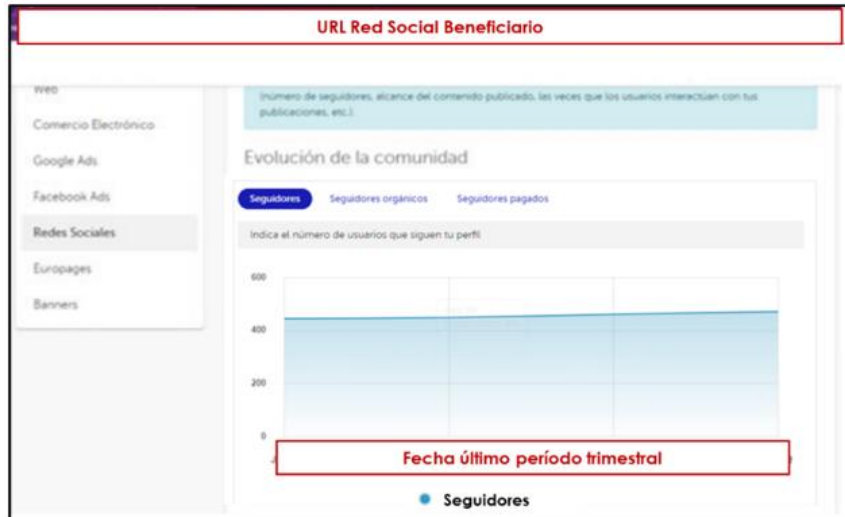 URL Red Social Beneficiario
Web
Comercio Electrónico
Google Ads
Facebook Ads
Redes Sociales
Europages
Banners
(número de seguidores, alcance del contenido publicado, las veces que los usuarios interactúan con tus
publicaciones, etc.).
Evolución de la comunidad
Seguidores Seguidores orgánicos Seguidores pagados
Indica el número de usuarios que siguen tu perfil
600
400
200
0
Fecha último período trimestral
Seguidores